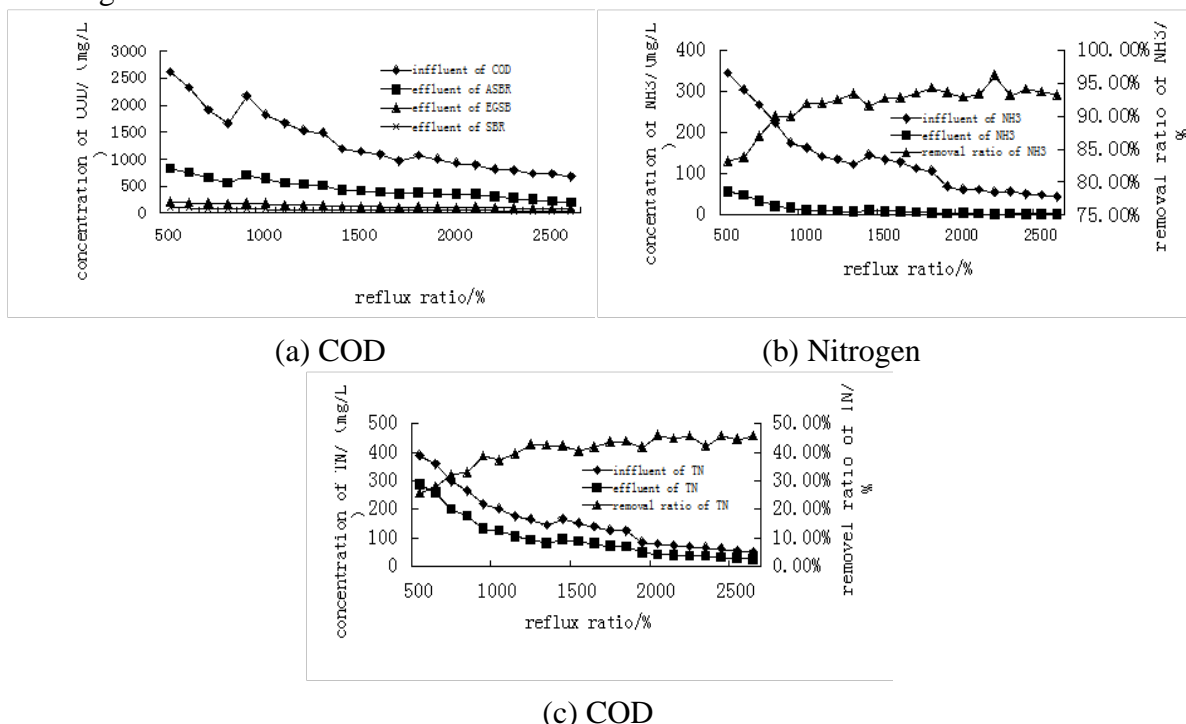 3000
2500
2000
1500
1000
500
0
concentration of COD/ (mg/L
)
inffluent of COD
effluent of ASBR
effluent of EGSB
effluent of SBR
500 1000 1500 2000 2500
reflux ratio/%
400
300
200
100
0
concentration of NH3/ (mg/L
)
100.00%
95.00%
90.00%
85.00%
80.00%
75.00%
removal ratio of NH3/
%
inffluent of NH3
effluent of NH3
removal ratio of NH3
500 1000 1500 2000 2500
reflux ratio/%
(a) COD (b) Nitrogen
500
400
300
200
100
0
concentration of TN/ (mg/L
)
50.00%
40.00%
30.00%
20.00%
10.00%
0.00%
removel ratio of TN/
%
inffluent of TN
effluent of TN
removal ratio of TN
500 1000 1500 2000 2500
reflux ratio/%
(c) COD